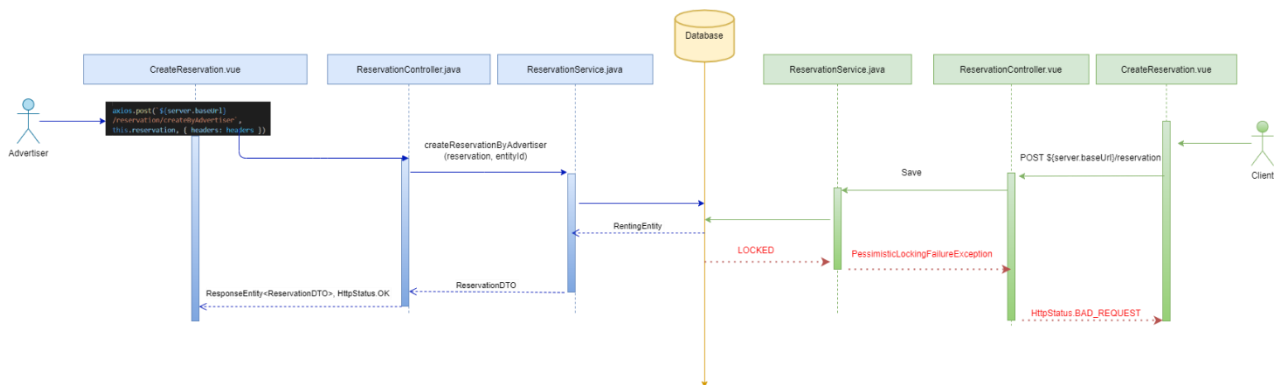 Database
CreateReservation.vue
ReservationController.java
ReservationService.java
ReservationService.java
ReservationController.vue
CreateReservation.vue
axios.post(`${server.baseUrl}
/reservation/createByAdvertiser`,
this.reservation, { headers: headers })
Advertiser
createReservationByAdvertiser
(reservation, entityId)
POST ${server.baseUrl}/reservation
Client
Save
RentingEntity
LOCKED
PessimisticLockingFailureException
ReservationDTO
ResponseEntity<ReservationDTO>, HttpStatus.OK
HttpStatus.BAD_REQUEST